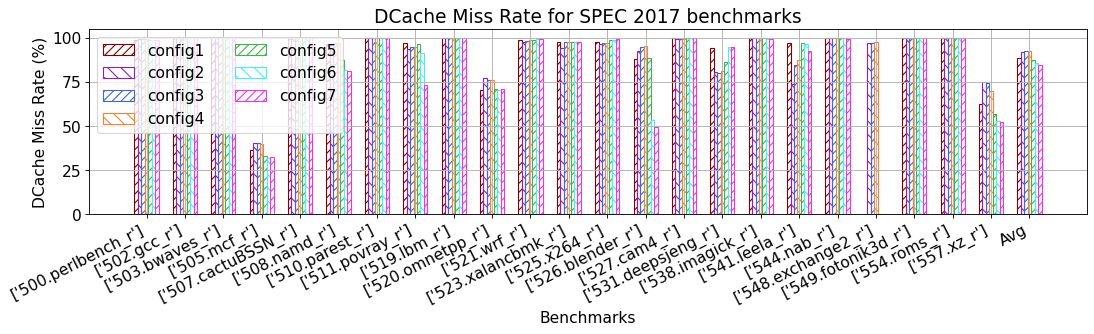 DCache Miss Rate for SPEC 2017 benchmarks
DCache Miss Rate (%)
100
75
50
25
0
config1
config2
config3
config4
config5
config6
config7
['500.perlbench_r']
['502.gcc_r']
['503.bwaves_r']
['505.mcf_r']
['507.cactuBSSN_r']
['508.namd_r']
['510.parest_r']
['511.povray_r']
['519.lbm_r']
['520.omnetpp_r']
['521.wrf_r']
['523.xalancbmk_r']
['525.x264_r']
['526.blender_r']
['527.cam4_r']
['531.deepsjeng_r']
['538.imagick_r']
['541.leela_r']
['544.nab_r']
['548.exchange2_r']
['549.fotonik3d_r']
['554.roms_r']
['557.xz_r']
Avg
Benchmarks